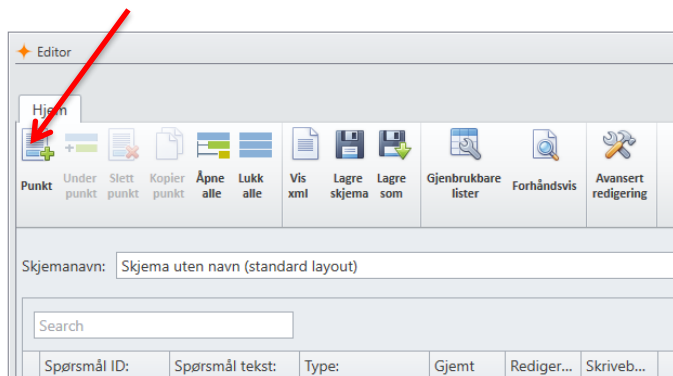 Editor
Hjem
Punkt
Under punkt
Slett punkt
Kopier punkt
Åpne alle
Lukk alle
Vis xml
Lagre skjema
Lagre som
Gjenbrukbare lister
Forhåndsvis
Avansert redigering
Skjemanavn: Skjema uten navn (standard layout)
Search
Spørsmål ID: Spørsmål tekst: Type: Gjemt Rediger... Skriveb...